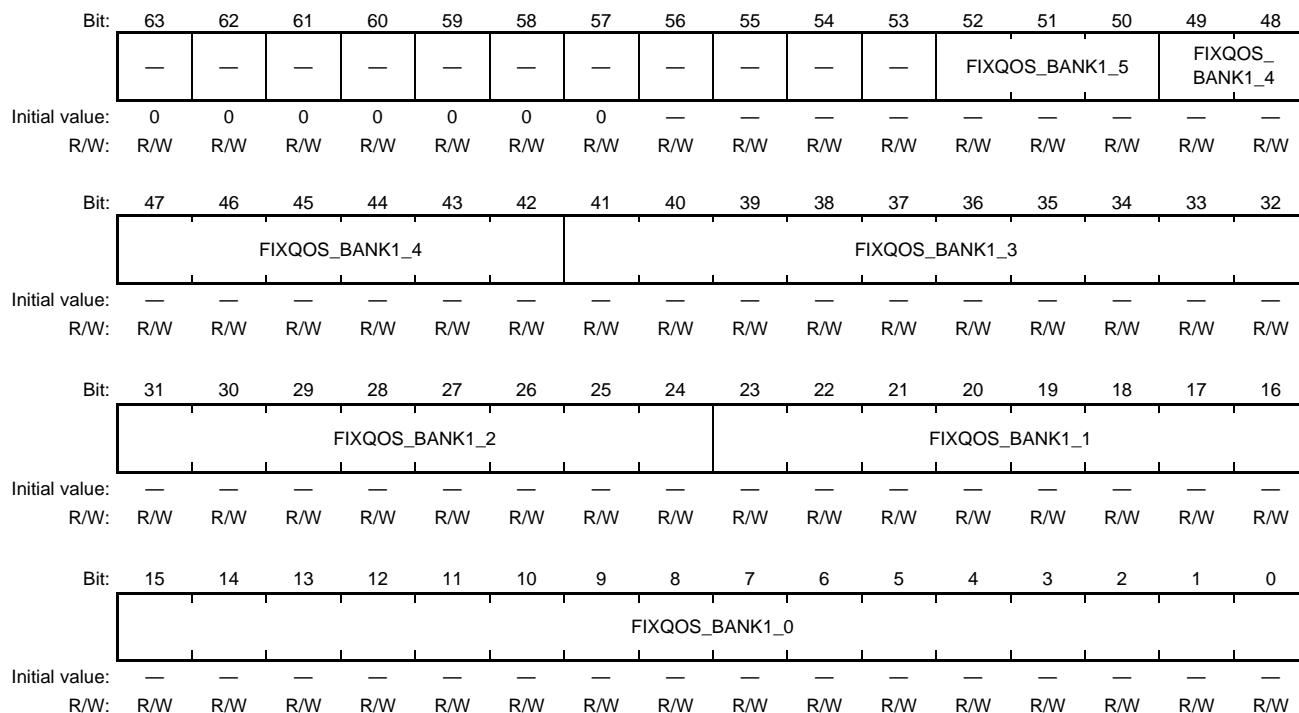 Bit: 63 62 61 60 59 58 57 56 55 54 53 52 51 50 49 48
— — — — — — — — — — — FIXQOS_BANK1_5 FIXQOS_
BANK1_4
Initial value: 0 0 0 0 0 0 0 — — — — — — — — —
R/W: R/W R/W R/W R/W R/W R/W R/W R/W R/W R/W R/W R/W R/W R/W R/W R/W
Bit: 47 46 45 44 43 42 41 40 39 38 37 36 35 34 33 32
FIXQOS_BANK1_4 FIXQOS_BANK1_3
Initial value: — — — — — — — — — — — — — — — —
R/W: R/W R/W R/W R/W R/W R/W R/W R/W R/W R/W R/W R/W R/W R/W R/W R/W
Bit: 31 30 29 28 27 26 25 24 23 22 21 20 19 18 17 16
FIXQOS_BANK1_2 FIXQOS_BANK1_1
Initial value: — — — — — — — — — — — — — — — —
R/W: R/W R/W R/W R/W R/W R/W R/W R/W R/W R/W R/W R/W R/W R/W R/W R/W
Bit: 15 14 13 12 11 10 9 8 7 6 5 4 3 2 1 0
FIXQOS_BANK1_0
Initial value: — — — — — — — — — — — — — — — —
R/W: R/W R/W R/W R/W R/W R/W R/W R/W R/W R/W R/W R/W R/W R/W R/W R/W